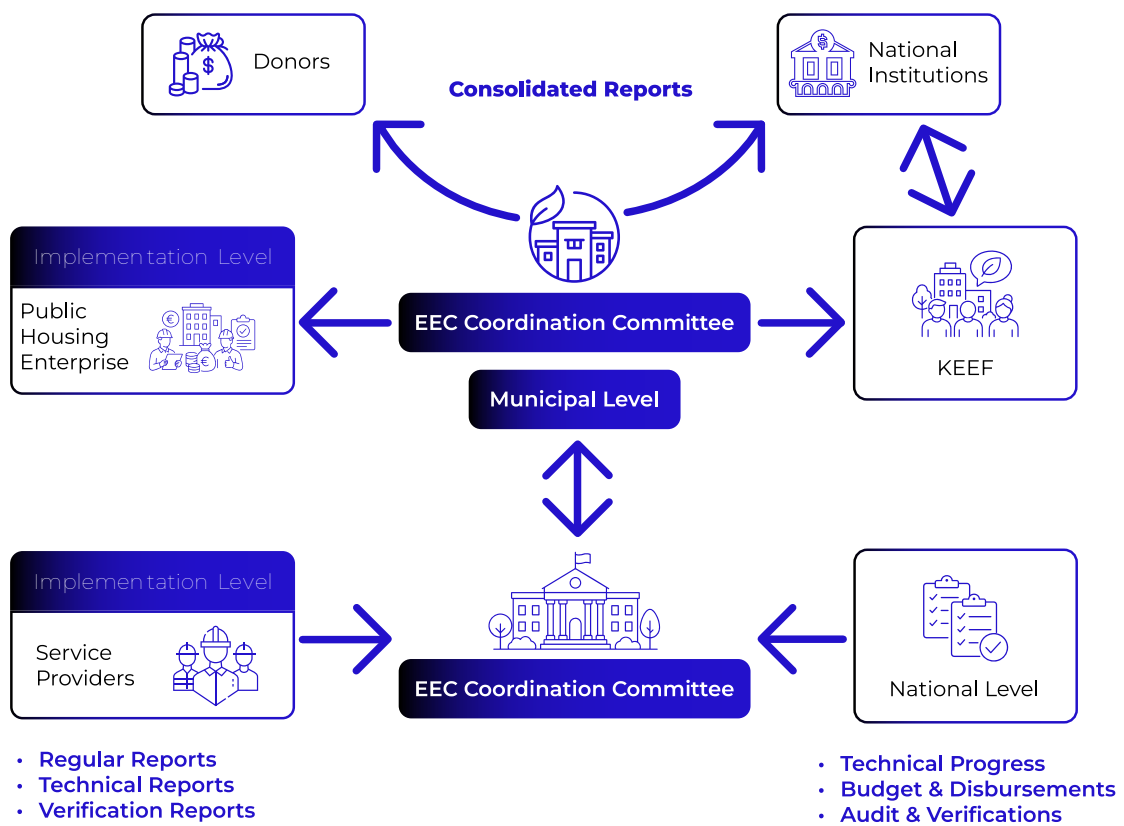 Donors
National
Institutions
Consolidated Reports
Implementation Level
Public
Housing
Enterprise
EEC Coordination Committee
KEEF
Municipal Level
Implementation Level
Service
Providers
EEC Coordination Committee
National Level
• Regular Reports
• Technical Reports
• Verification Reports
• Technical Progress
• Budget & Disbursements
• Audit & Verifications